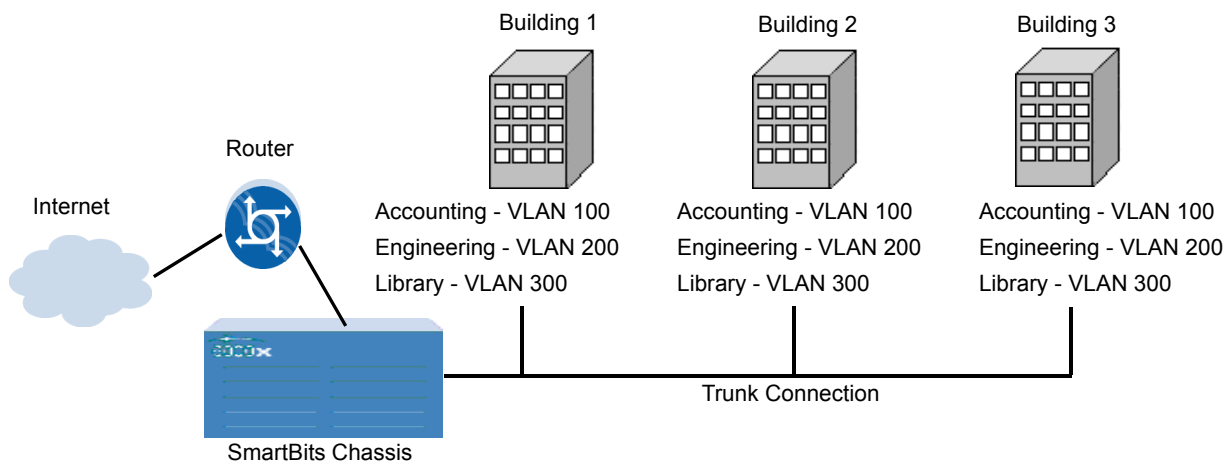 Building 1
Building 2
Building 3
Router
Internet
Accounting - VLAN 100
Engineering - VLAN 200
Library - VLAN 300
Accounting - VLAN 100
Engineering - VLAN 200
Library - VLAN 300
Accounting - VLAN 100
Engineering - VLAN 200
Library - VLAN 300
Trunk Connection
SmartBits Chassis